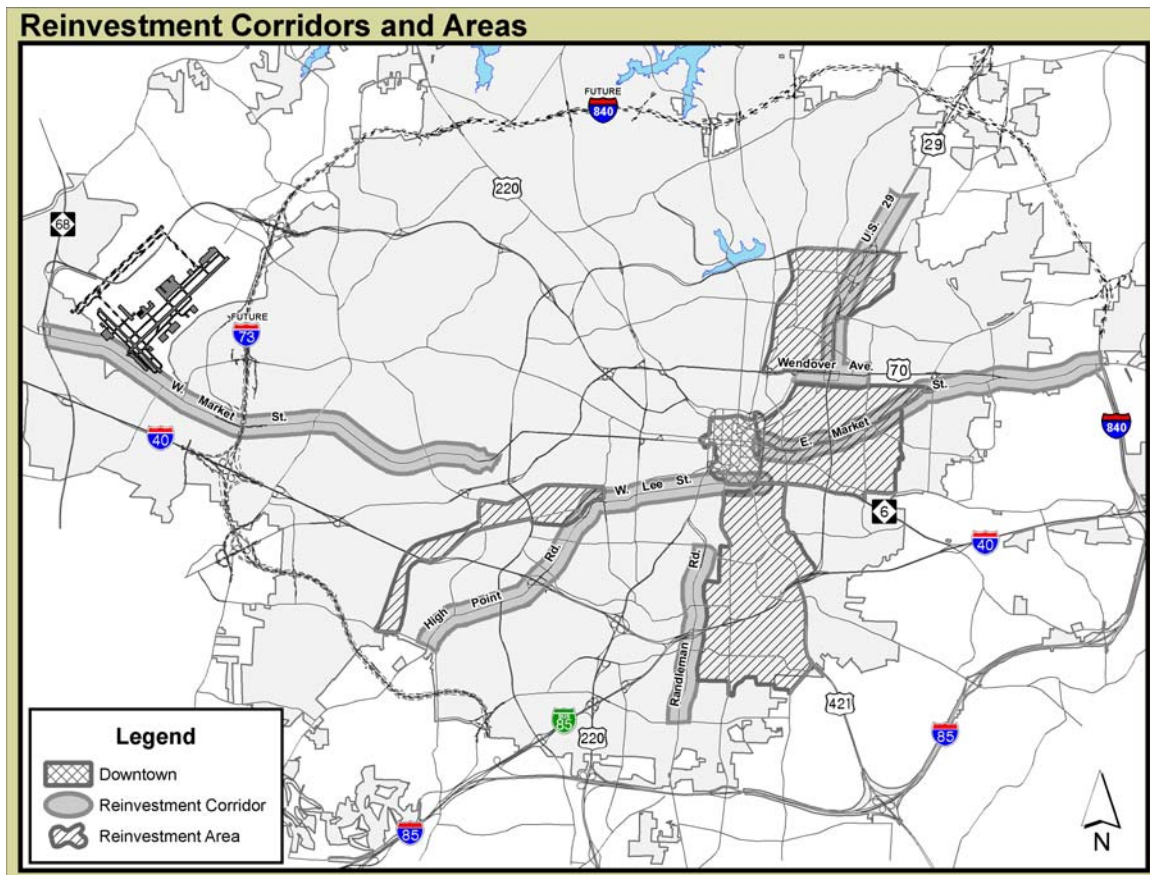 Reinvestment Corridors and Areas
FUTURE
840
29
220
68
U.S. 29
FUTURE
73
Wendover Ave.
70
W. Market St.
E. Market St.
40
840
W. Lee St.
6
40
High Point Rd.
Randleman Rd.
421
85
220
85
85
Legend
Downtown
Reinvestment Corridor
Reinvestment Area
N